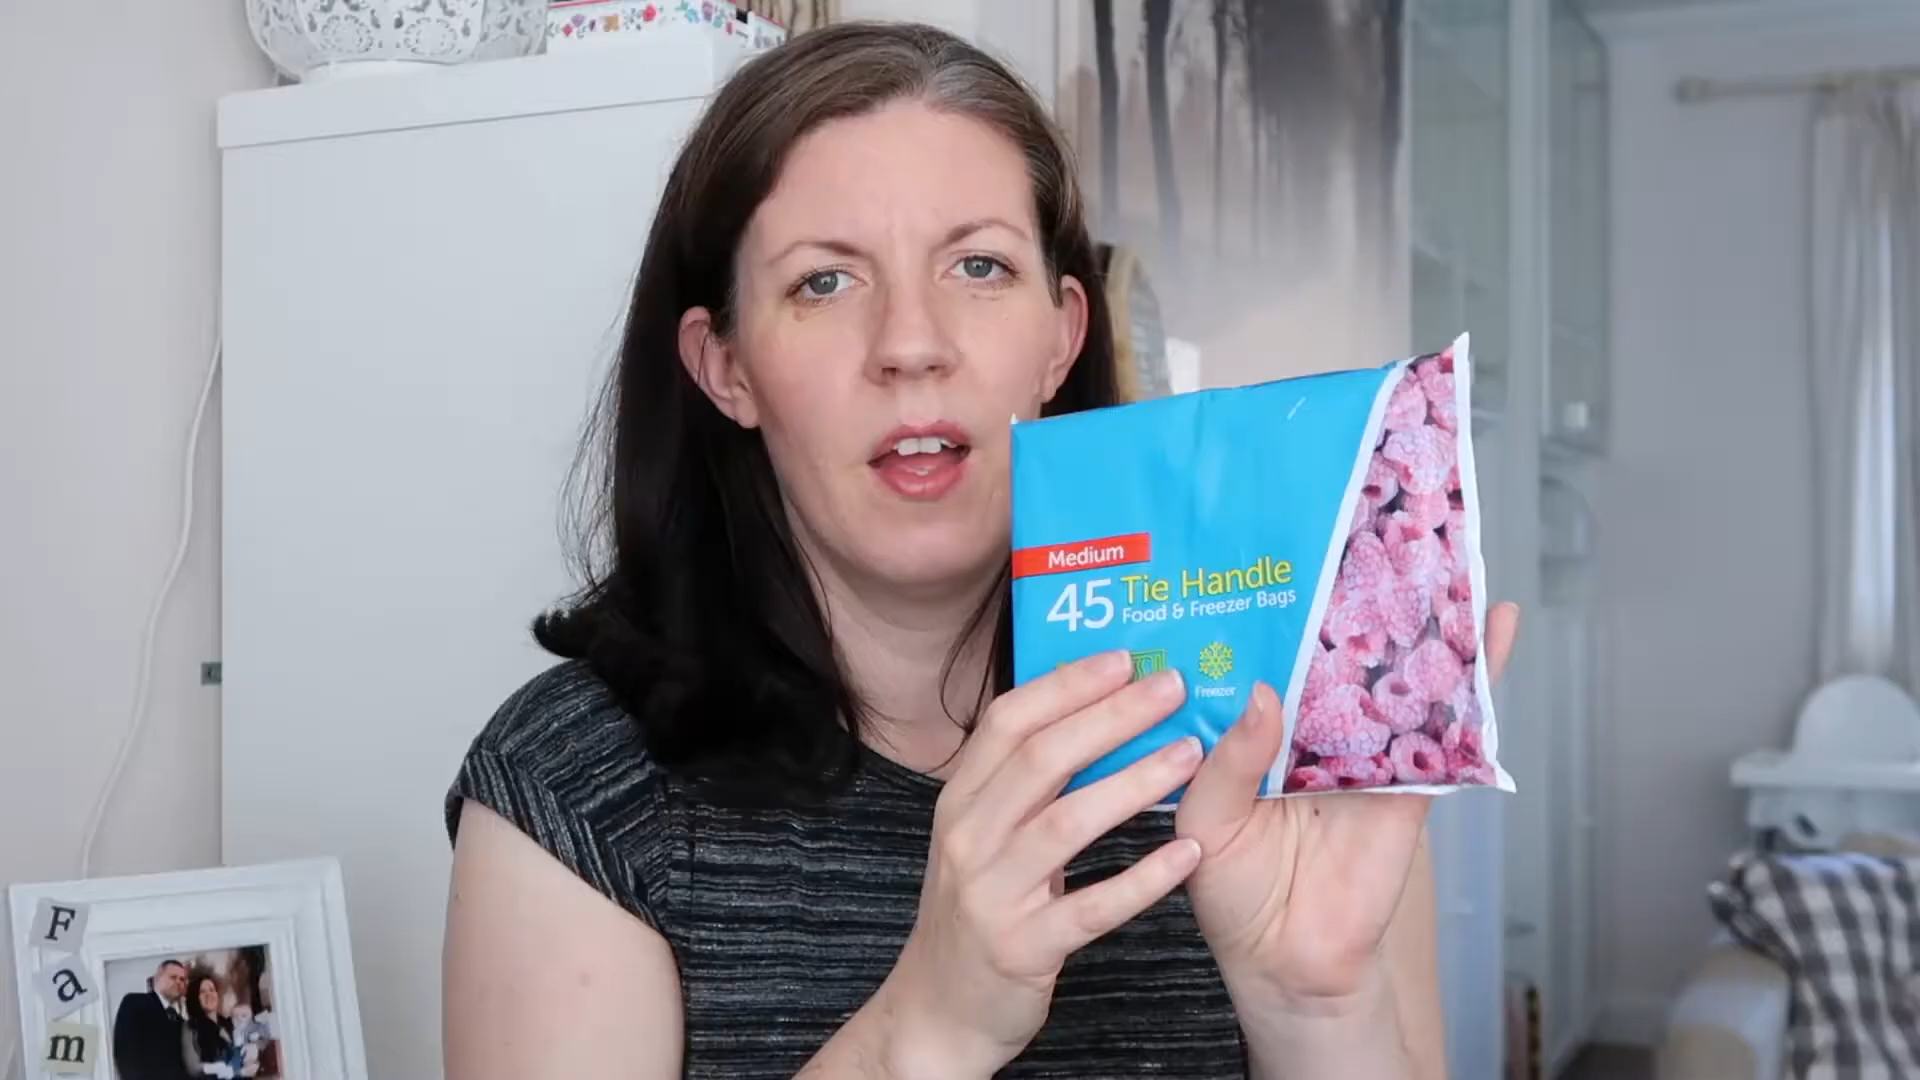 Medium
45 Tie Handle
Food & Freezer Bags
Freezer
F
a
m